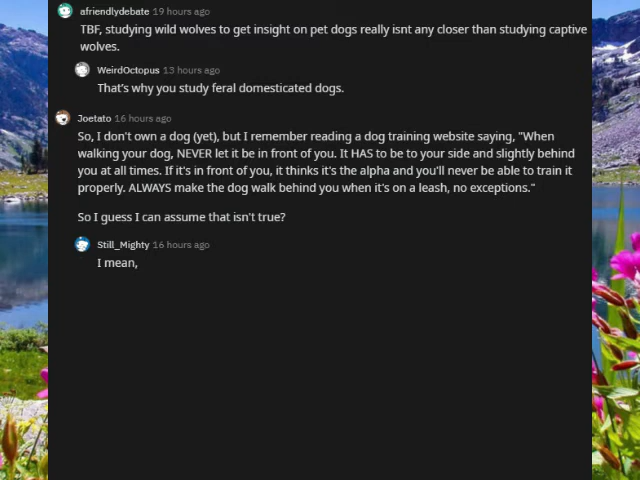 afriendlydebate 19 hours ago
TBF, studying wild wolves to get insight on pet dogs really isnt any closer than studying captive
wolves.
WeirdOctopus 13 hours ago
That's why you study feral domesticated dogs.
Joetato 16 hours ago
So, I don't own a dog (yet), but I remember reading a dog training website saying, "When
walking your dog, NEVER let it be in front of you. It HAS to be to your side and slightly behind
you at all times. If it's in front of you, it thinks it's the alpha and you'll never be able to train it
properly. ALWAYS make the dog walk behind you when it's on a leash, no exceptions."
So I guess I can assume that isn't true?
Still_Mighty 16 hours ago
I mean,